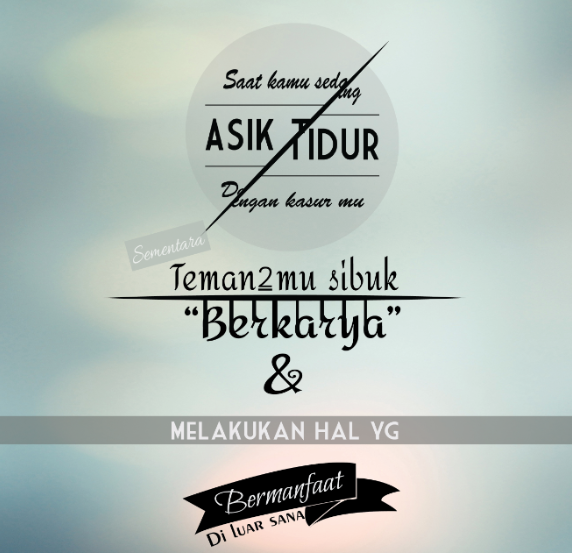 Saat kamu sedang
ASIK TIDUR
Dengan kasur mu
Sementara
Teman2mu sibuk
“Berkarya”
&
MELAKUKAN HAL YG
Bermanfaat
Di luar sana